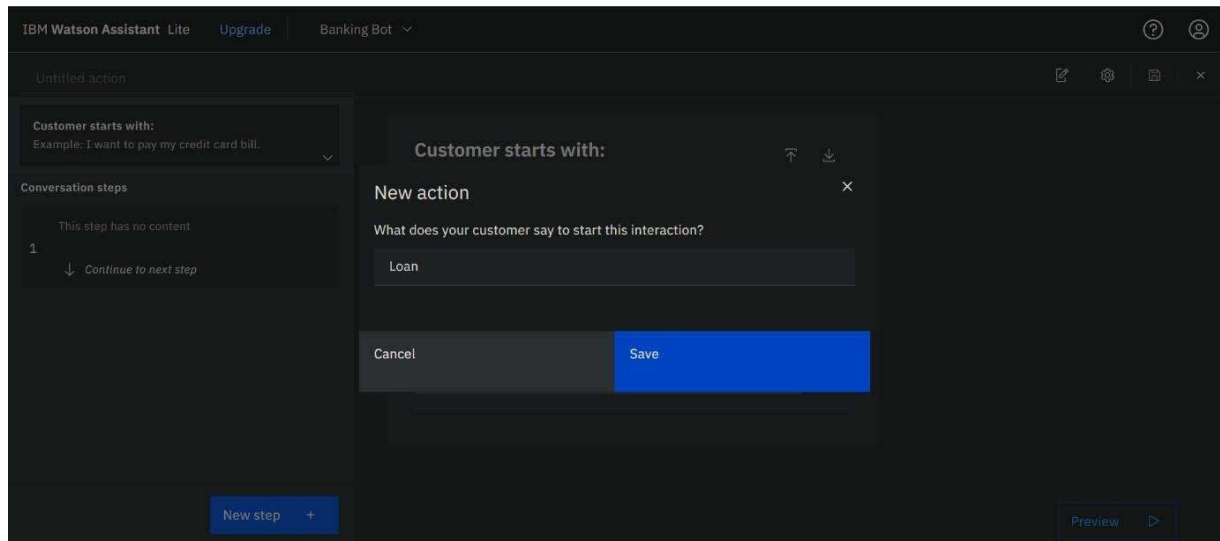 IBM Watson Assistant Lite Upgrade Banking Bot
Untitled action
Customer starts with:
Example: I want to pay my credit card bill.
Conversation steps
This step has no content
1
Continue to next step
New step +
Customer starts with:
New action
What does your customer say to start this interaction?
Loan
Cancel Save
Preview